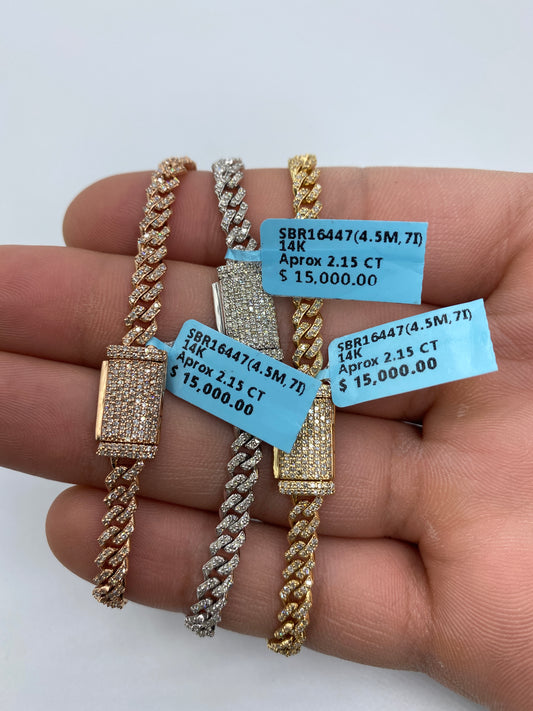 SBR16447(4.5M,7I)
14K
Aprox 2.15 CT
$ 15,000.00
SBR16447(4.5M,7I)
14K
Aprox 2.15 CT
$ 15,000.00
SBR16447(4.5M,7I)
14K
Aprox 2.15 CT
$ 15,000.00